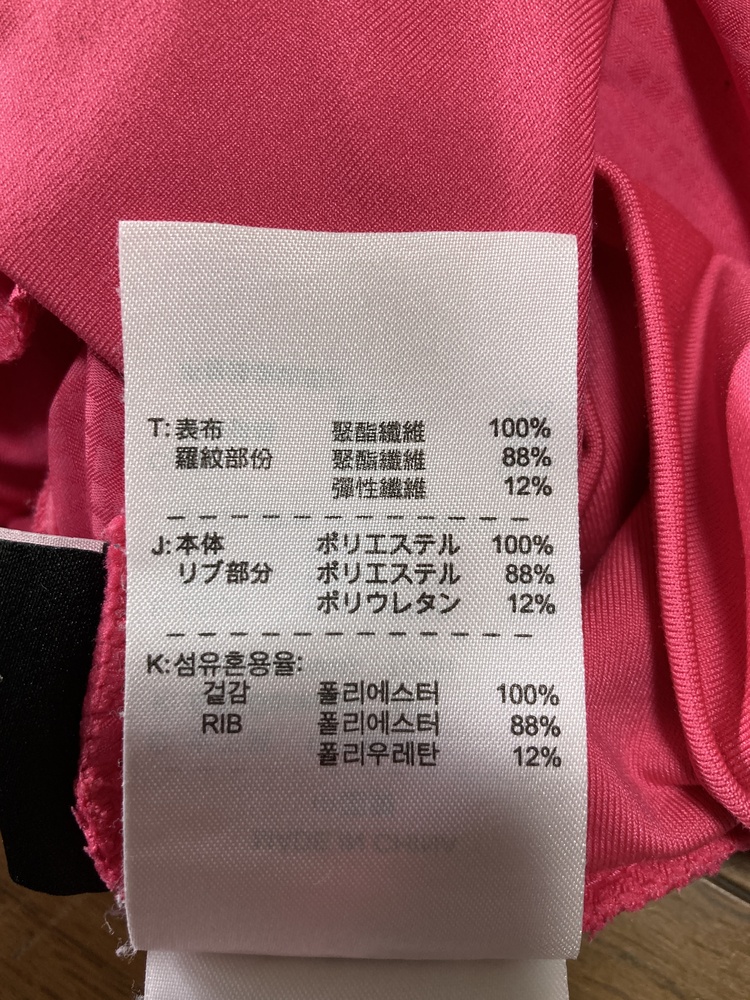 T: 表布 聚酯纖維 100%
羅紋部份 聚酯纖維 88%
彈性纖維 12%
J: 本体 ポリエステル 100%
リブ部分 ポリエステル 88%
ポリウレタン 12%
K: 섬유혼용율:
겉감 폴리에스터 100%
RIB 폴리에스터 88%
폴리우레탄 12%
MADE IN CHINA